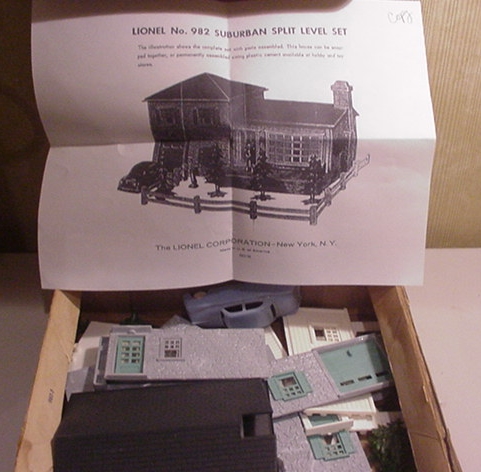 Copy
LIONEL No. 982 SUBURBAN SPLIT LEVEL SET
The illustration shows the complete set with parts assembled. This house can be snap-
ped together, or permanently assembled using plastic cement available at hobby and toy
stores.
The LIONEL CORPORATION - New York, N.Y.